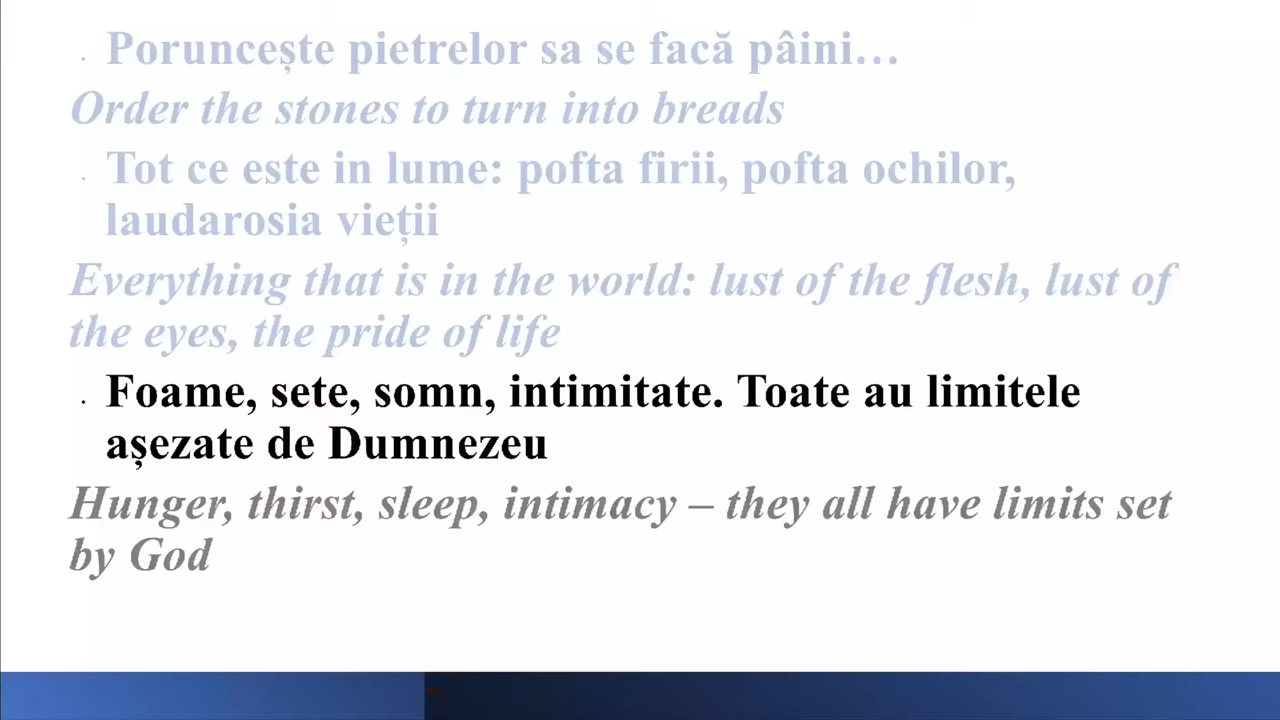 Poruncește pietrelor sa se facă pâini…
Order the stones to turn into breads
Tot ce este in lume: pofta firii, pofta ochilor,
laudarosia vieții
Everything that is in the world: lust of the flesh, lust of
the eyes, the pride of life
Foame, sete, somn, intimitate. Toate au limitele
așezate de Dumnezeu
Hunger, thirst, sleep, intimacy – they all have limits set
by God